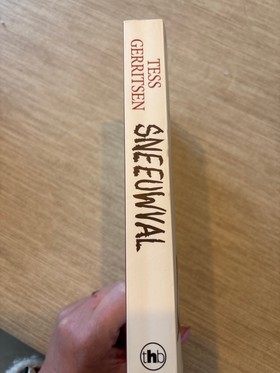 TESS
GERRITSEN
SNEEUWVAL
thb